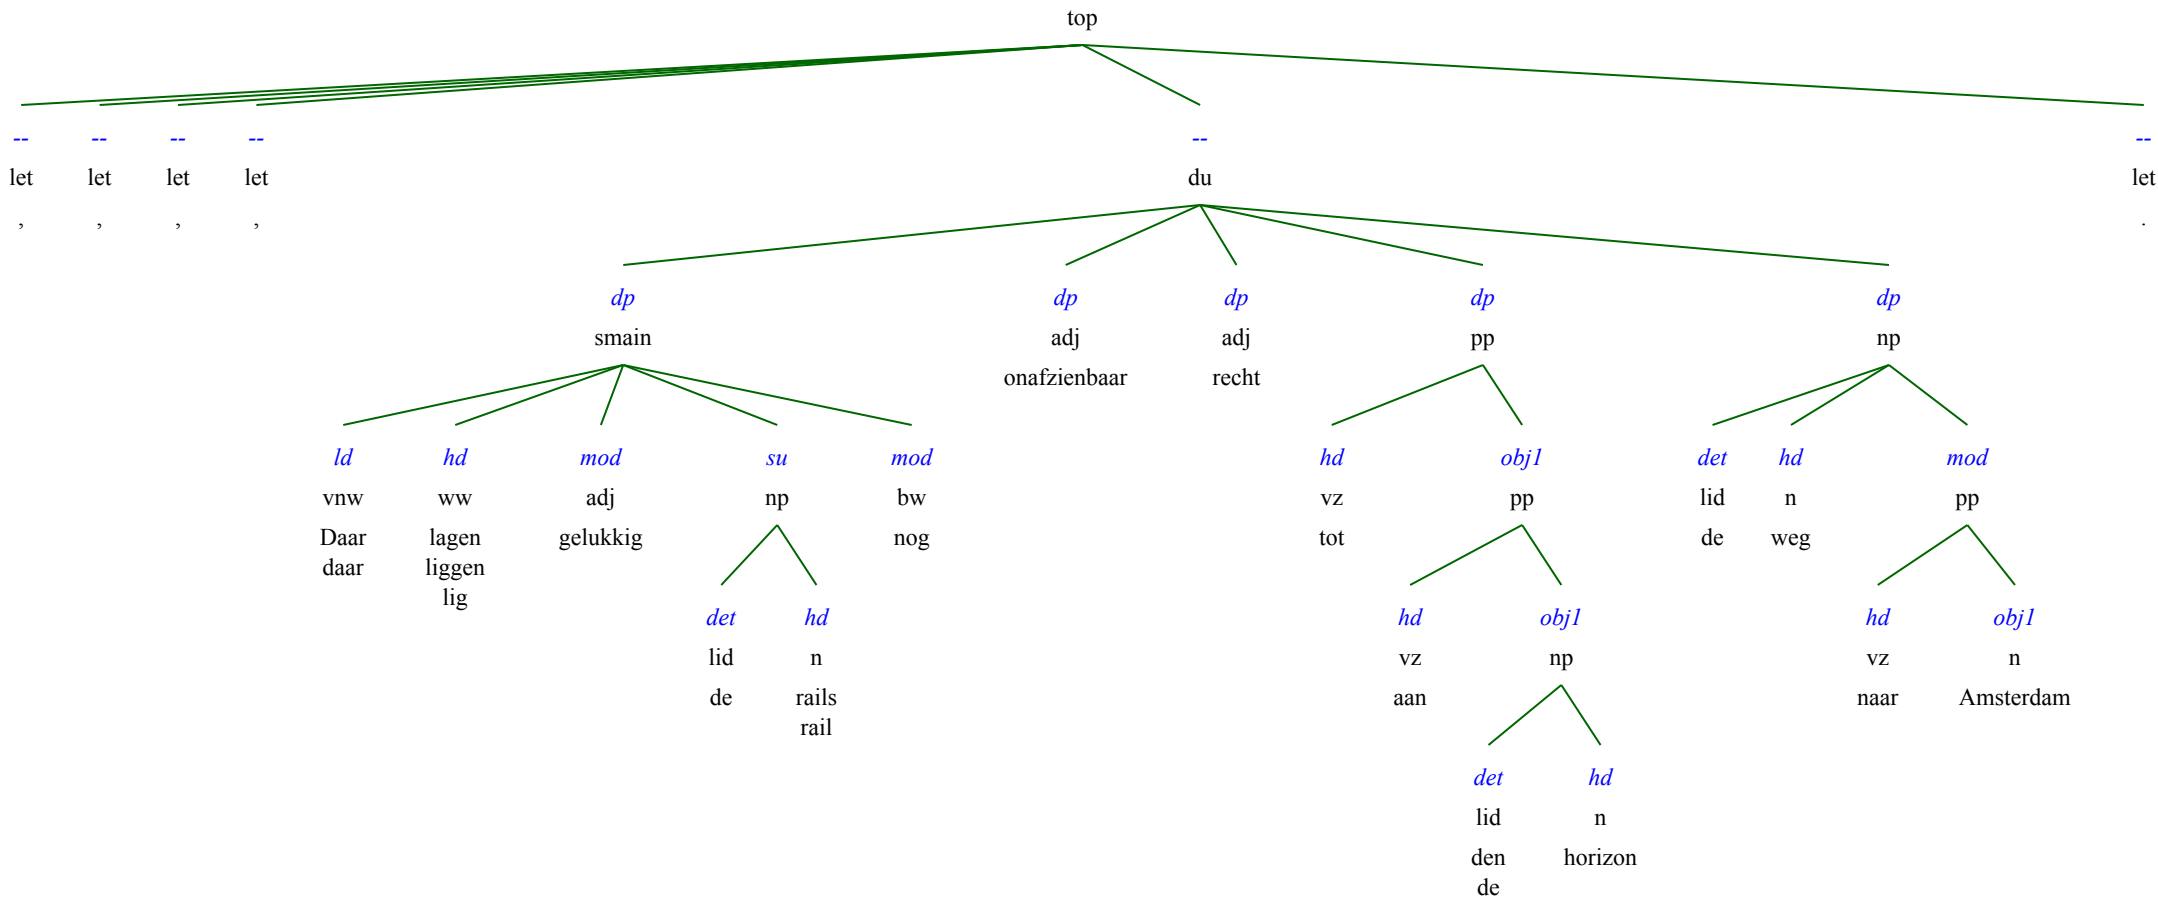 top
-- -- -- -- -- --
let let let let du let
, , , , .
dp dp dp dp dp
smain adj adj pp np
onafzienbaar recht
ld hd mod su mod hd obj1 det hd mod
vnw ww adj np bw vz pp lid n pp
Daar lagen gelukkig nog tot de weg
daar liggen
lig
det hd hd obj1 hd obj1
lid n vz np vz n
de rails aan naar Amsterdam
rail
det hd
lid n
den horizon
de